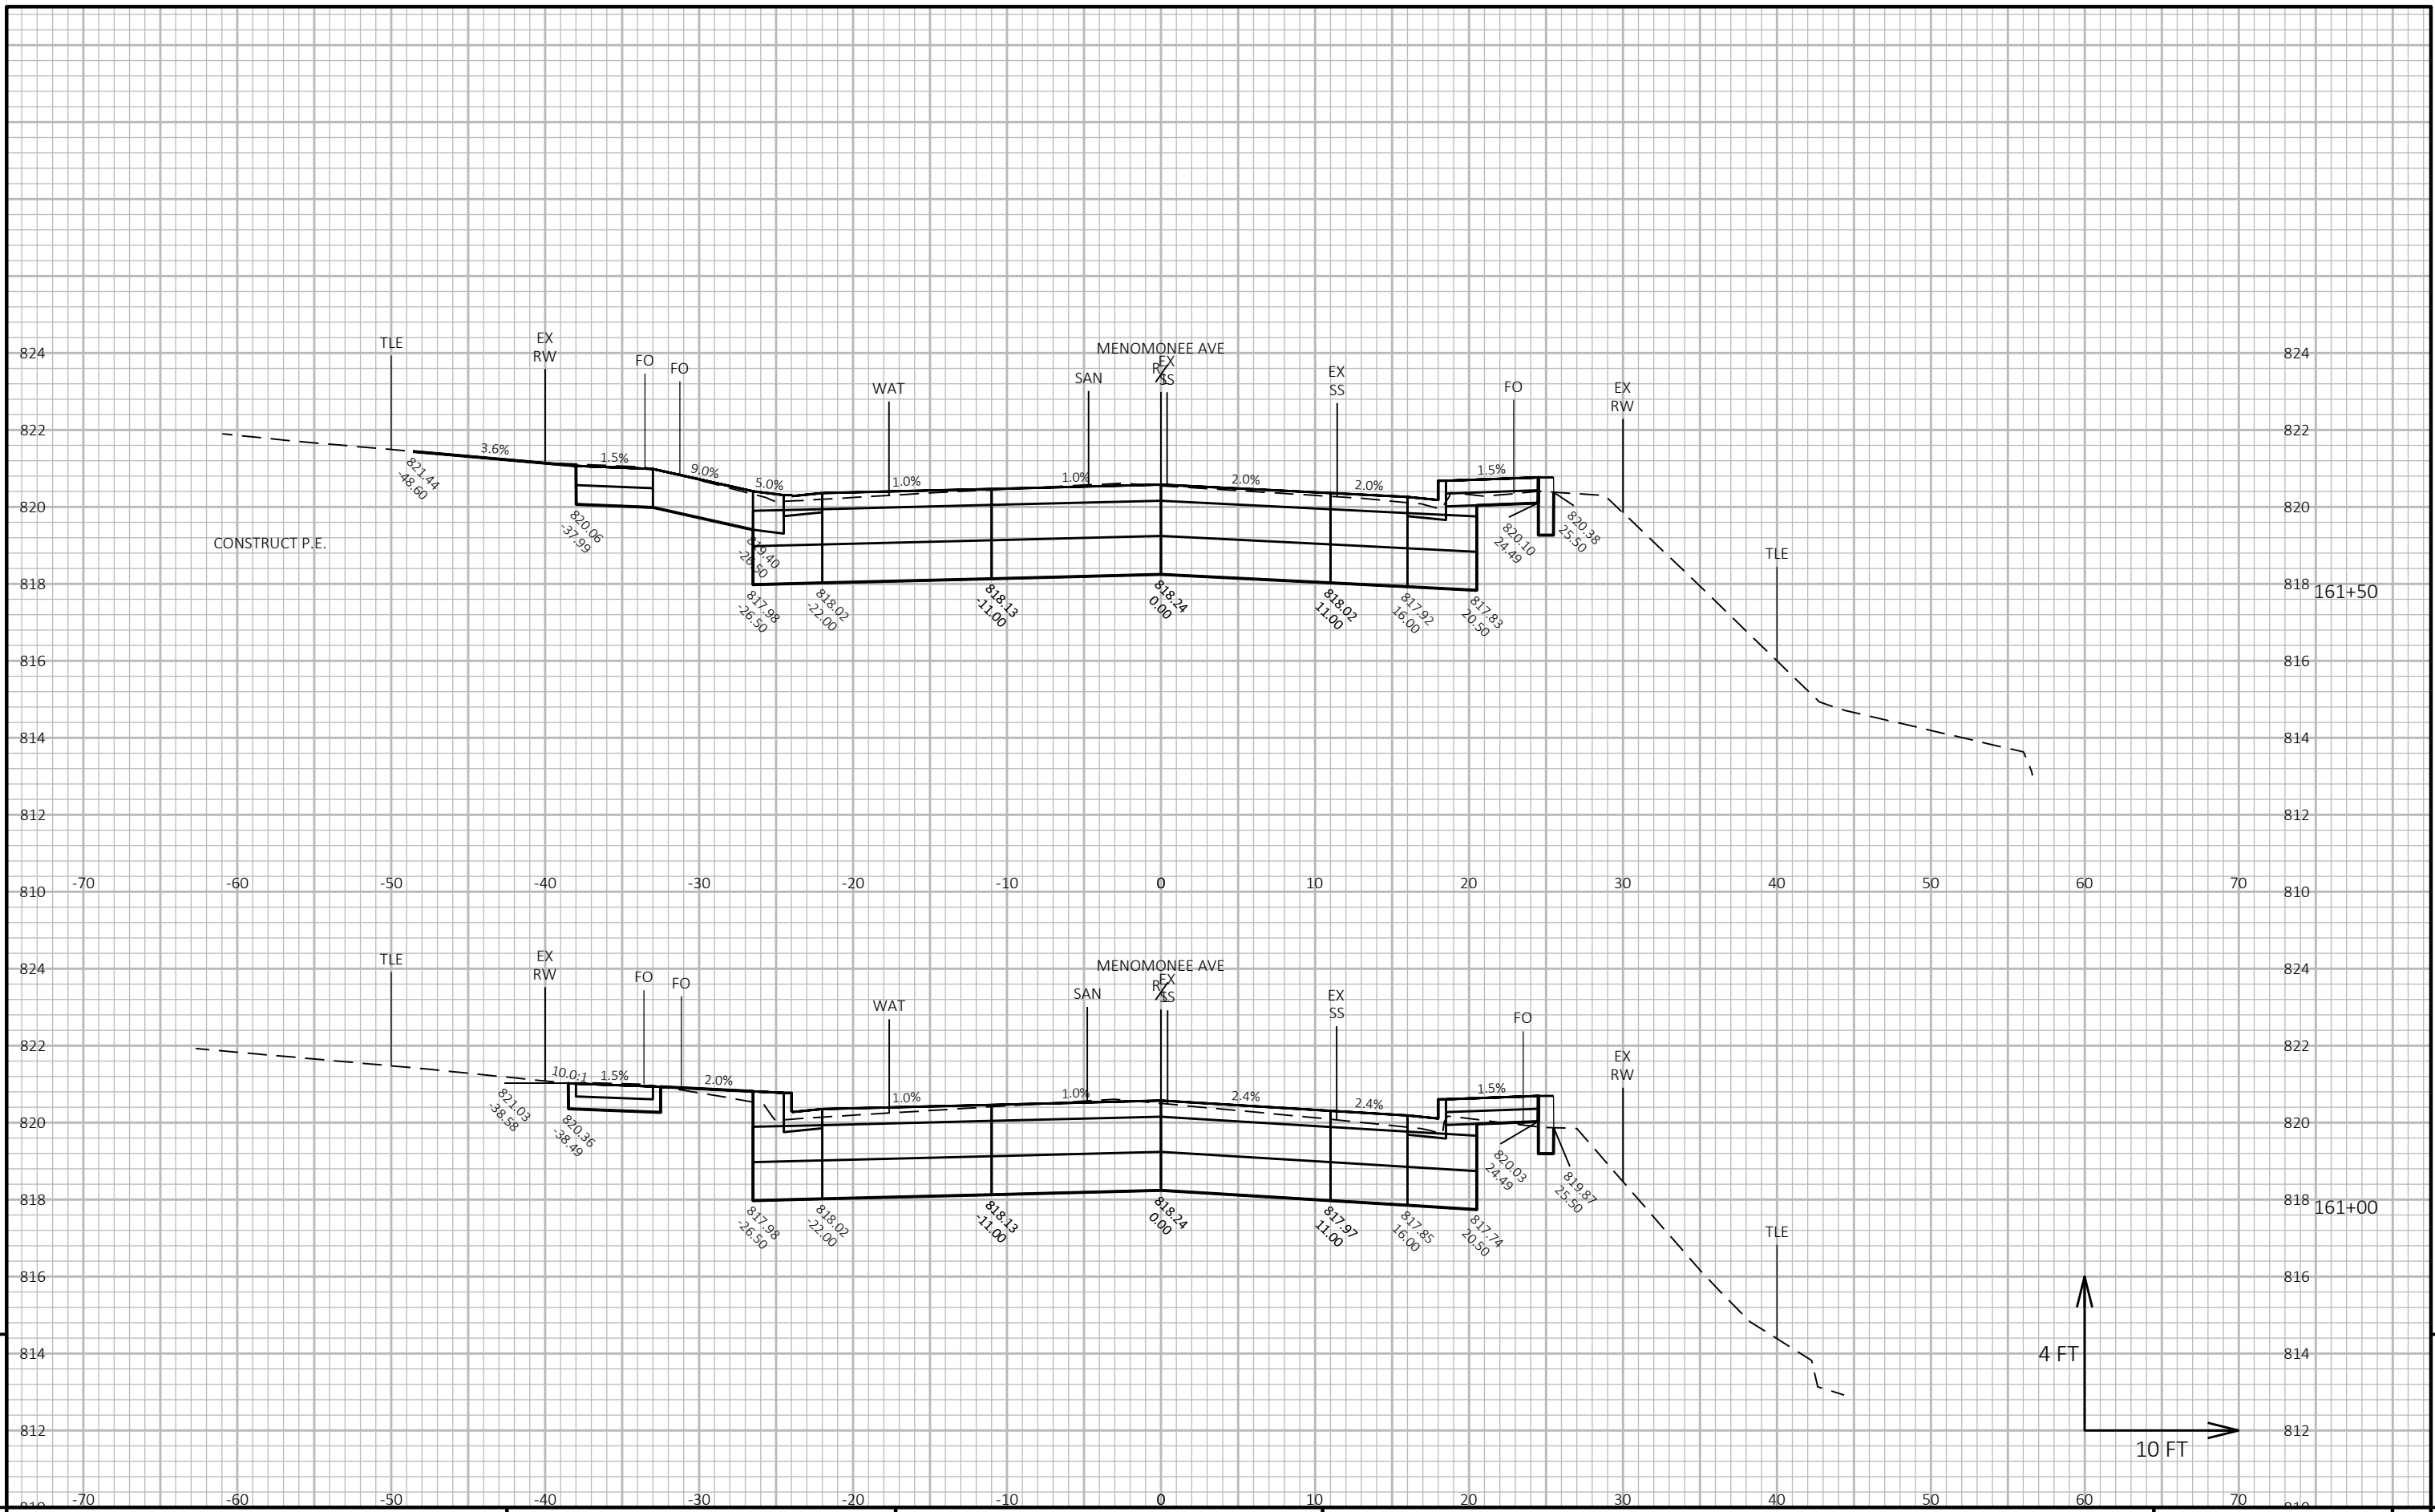 MENOMONEE AVE
824 824
TLE
EX
RW
FO
FO
WAT
SAN
EX
SS
EX
SS
FO
EX
RW
822 822
3.6%
1.5%
9.0%
5.0%
1.0%
1.0%
2.0%
2.0%
1.5%
821.44
-48.60
820 820
820.06
-37.99
819.40
-26.50
820.10
24.49
820.38
25.50
CONSTRUCT P.E.
TLE
818 818
161+50
817.98
-26.50
818.02
-22.00
818.13
-11.00
818.24
0.00
818.02
11.00
817.92
16.00
817.83
20.50
816 816
814 814
812 812
810 -70 -60 -50 -40 -30 -20 -10 0 10 20 30 40 50 60 70 810
MENOMONEE AVE
824 824
TLE
EX
RW
FO
FO
WAT
SAN
EX
SS
EX
SS
FO
EX
RW
822 822
10.0:1
1.5%
2.0%
1.0%
1.0%
2.4%
2.4%
1.5%
821.03
-38.58
820.36
-38.49
820 820
820.03
24.49
819.87
25.50
818 818
161+00
817.98
-26.50
818.02
-22.00
818.13
-11.00
818.24
0.00
817.97
11.00
817.85
16.00
817.74
20.50
TLE
816 816
814 814
4 FT
812 812
10 FT
810 -70 -60 -50 -40 -30 -20 -10 0 10 20 30 40 50 60 70 810